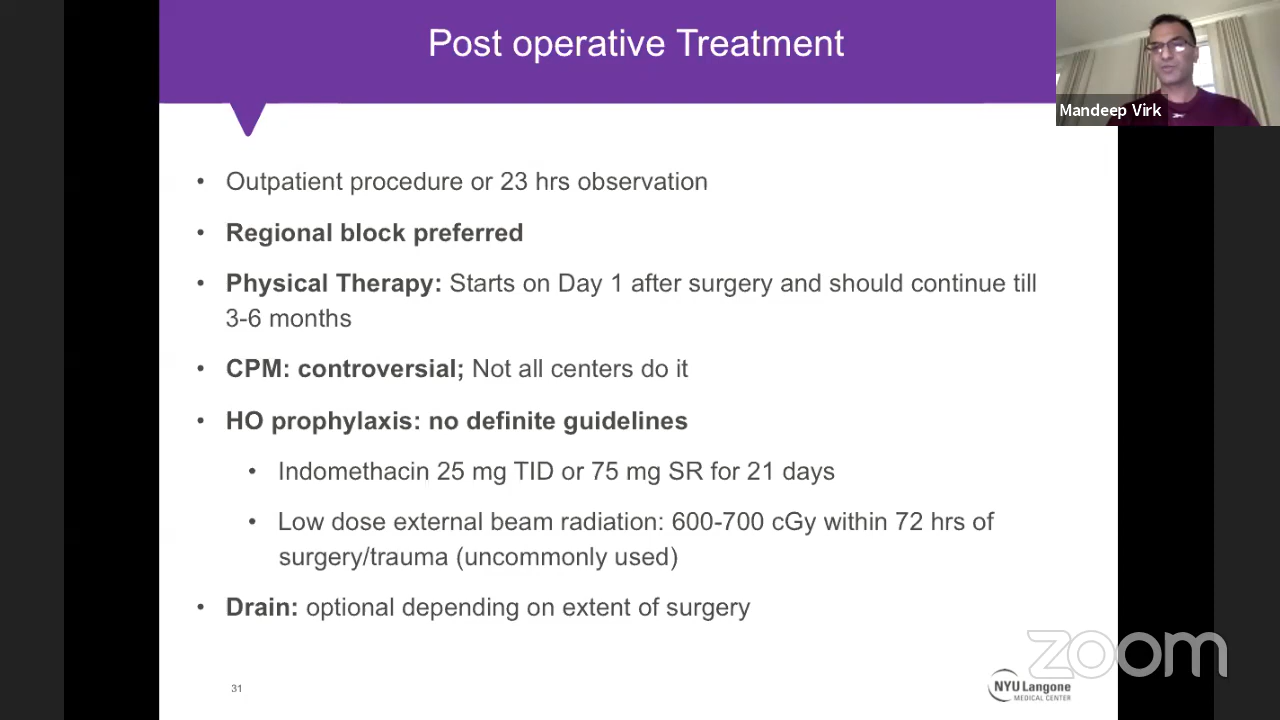 Post operative Treatment
Mandeep Virk
• Outpatient procedure or 23 hrs observation
• Regional block preferred
• Physical Therapy: Starts on Day 1 after surgery and should continue till
3-6 months
• CPM: controversial; Not all centers do it
• HO prophylaxis: no definite guidelines
• Indomethacin 25 mg TID or 75 mg SR for 21 days
• Low dose external beam radiation: 600-700 cGy within 72 hrs of
surgery/trauma (uncommonly used)
• Drain: optional depending on extent of surgery
zoom
31
NYU Langone
MEDICAL CENTER